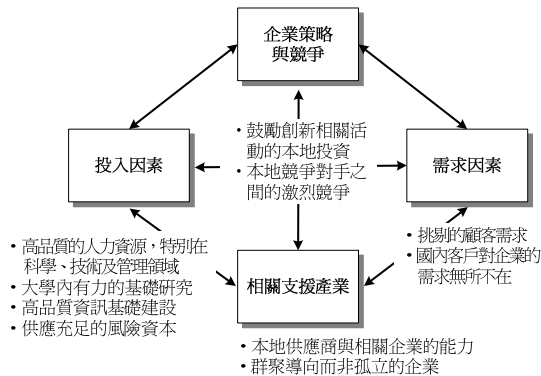 企業策略
與競爭
•鼓勵創新相關活
動的本地投資
•本地競爭對手之
間的激烈競爭
投入因素
需求因素
•高品質的人力資源，特別在
科學、技術及管理領域
•大學內有力的基礎研究
•高品質資訊基礎建設
•供應充足的風險資本
•挑剔的顧客需求
•國內客戶對企業的
需求無所不在
相關支援產業
•本地供應商與相關企業的能力
•群聚導向而非孤立的企業